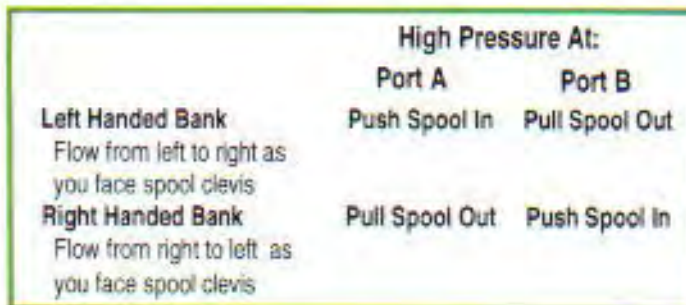 High Pressure At:
Port A Port B
Left Handed Bank Push Spool In Pull Spool Out
Flow from left to right as
you face spool clevis
Right Handed Bank Pull Spool Out Push Spool In
Flow from right to left as
you face spool clevis